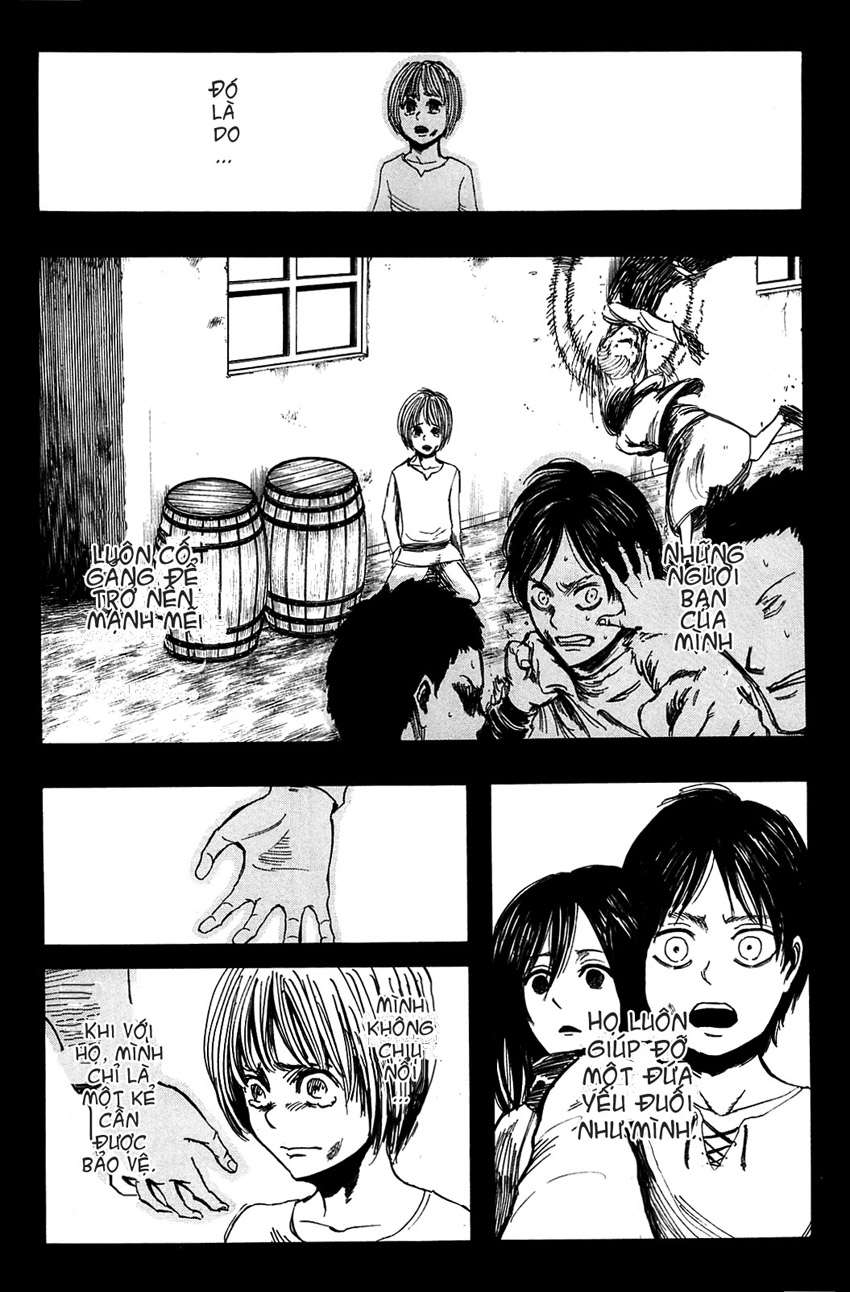 ĐÓ
LÀ
DO
...
NHỮNG
NGƯỜI
BẠN
CỦA
MÌNH
LUÔN CỐ
GẮNG ĐỂ
TRỞ NÊN
MẠNH MẼ!
HỌ LUÔN
GIÚP ĐỠ
MỘT ĐỨA
YẾU ĐUỐI
NHƯ MÌNH!
MÌNH
KHÔNG
CHỊU
NỔI
...
KHI VỚI
HỌ, MÌNH
CHỈ LÀ
MỘT KẺ
CẦN
ĐƯỢC
BẢO VỆ.